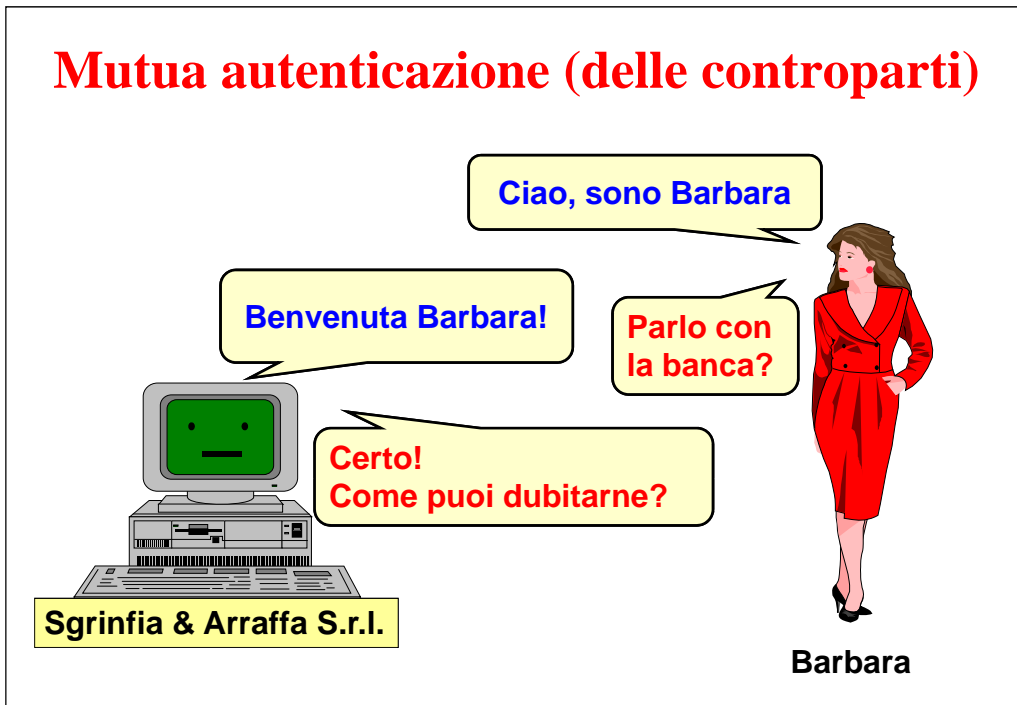 Mutua autenticazione (delle controparti)
Ciao, sono Barbara
Benvenuta Barbara!
Parlo con
la banca?
Certo!
Come puoi dubitarne?
Sgrinfia & Arraffa S.r.l.
Barbara